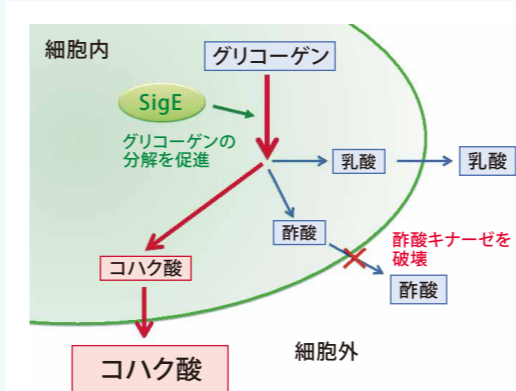 細胞内
グリコーゲン
SigE
グリコーゲンの
分解を促進
乳酸
乳酸
酢酸
酢酸キナーゼを
破壊
コハク酸
酢酸
細胞外
コハク酸